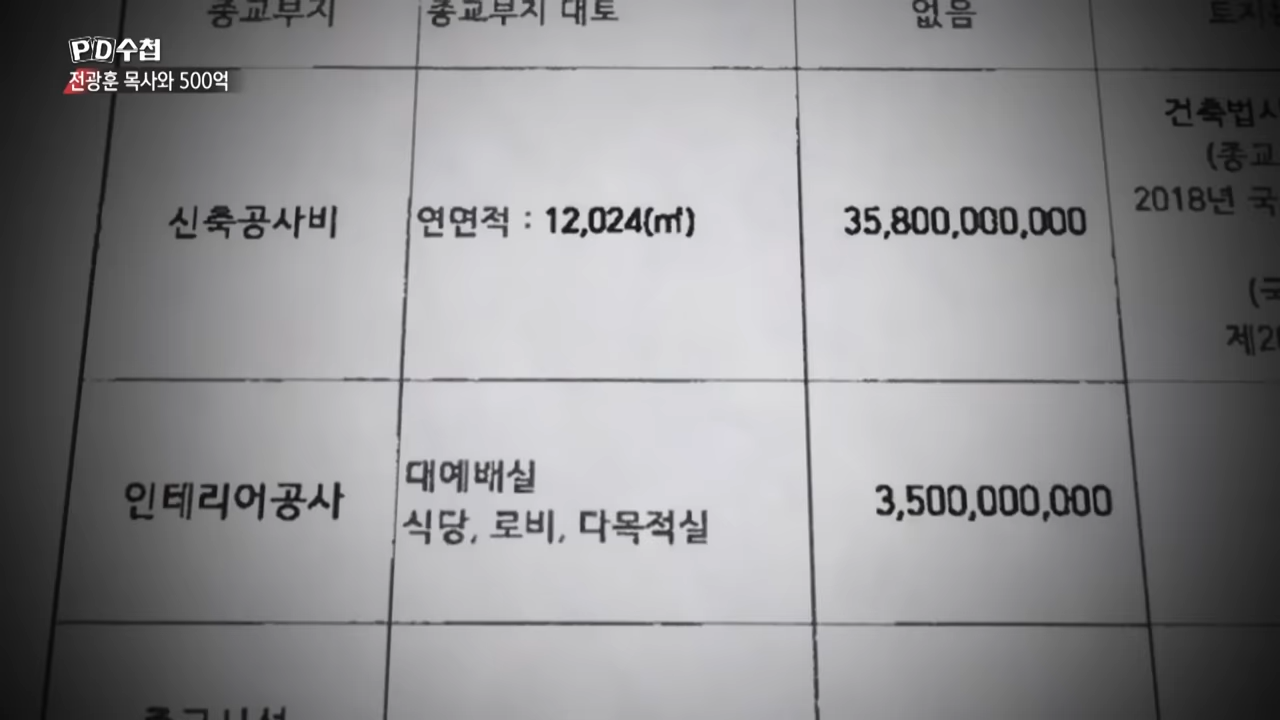 PD수첩
전광훈 목사와 500억
종교부지 종교부지 대토 없음
건축법시
(종교
신축공사비 연면적 : 12,024(㎡) 35,800,000,000 2018년 국
제20
인테리어공사 대예배실 3,500,000,000
식당, 로비, 다목적실